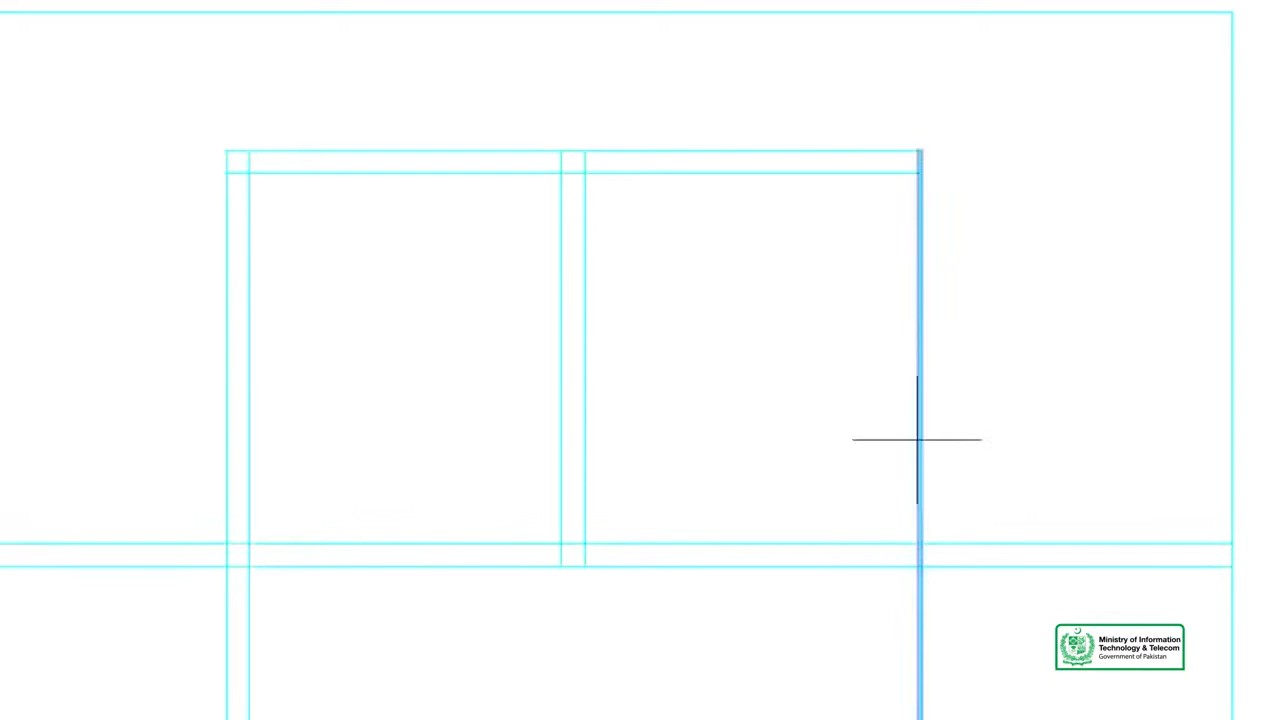 Ministry of Information
Technology & Telecom
Government of Pakistan